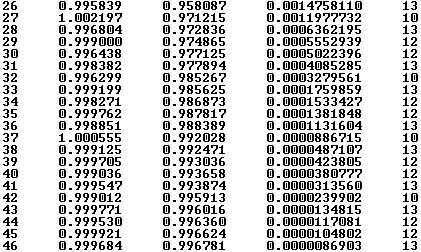 26 0.995839 0.958087 0.0014758110 13
27 1.002197 0.971215 0.0011977732 10
28 0.996804 0.972836 0.0006362195 13
29 0.999000 0.974865 0.0005552939 12
30 0.996438 0.977125 0.0005022396 12
31 0.998382 0.977894 0.0004085285 13
32 0.996299 0.985267 0.0003279561 10
33 0.999199 0.985625 0.0001759859 13
34 0.998271 0.986873 0.0001533427 12
35 0.999762 0.987817 0.0001381848 12
36 0.998851 0.988389 0.0001131604 13
37 1.000555 0.992028 0.0000886715 10
38 0.999125 0.992471 0.0000487107 13
39 0.999705 0.993036 0.0000423805 12
40 0.999036 0.993658 0.0000380777 12
41 0.999547 0.993874 0.0000313560 13
42 0.999012 0.995913 0.0000239902 10
43 0.999771 0.996016 0.0000134815 13
44 0.999530 0.996360 0.0000117081 12
45 0.999921 0.996624 0.0000104802 12
46 0.999684 0.996781 0.0000086903 13